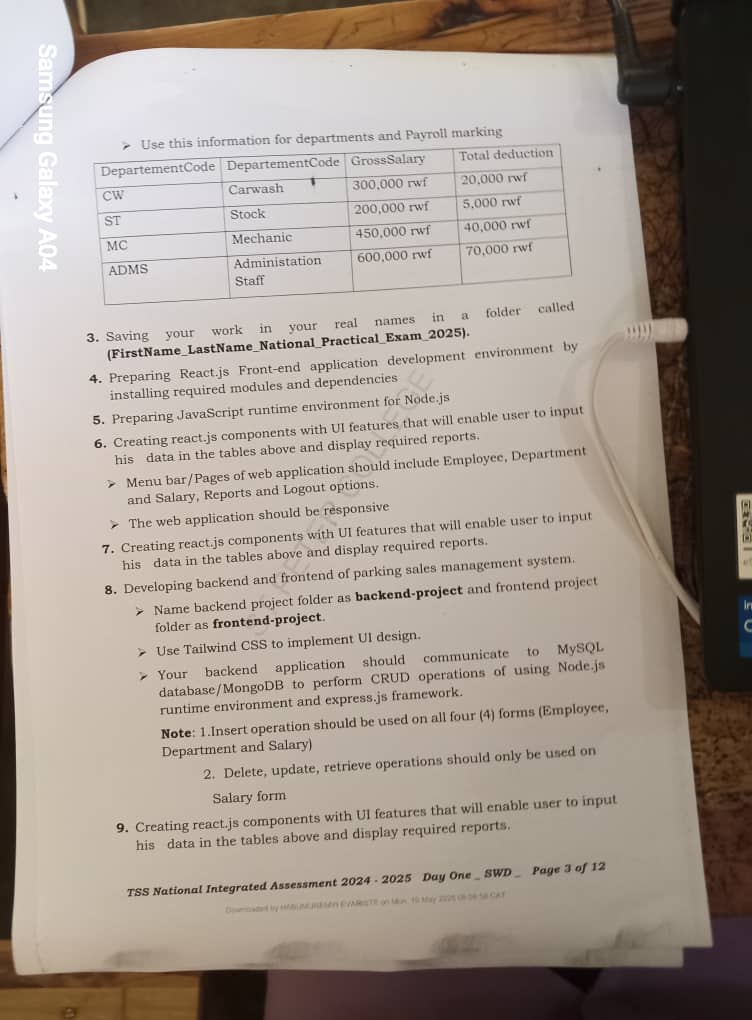 Samsung Galaxy A04
➢ Use this information for departments and Payroll marking
DepartementCode DepartementCode GrossSalary Total deduction
CW Carwash 300,000 rwf 20,000 rwf
ST Stock 200,000 rwf 5,000 rwf
MC Mechanic 450,000 rwf 40,000 rwf
ADMS Administation 600,000 rwf 70,000 rwf
Staff
3. Saving your work in your real names in a folder called
(FirstName_LastName_National_Practical_Exam_2025).
4. Preparing React.js Front-end application development environment by
installing required modules and dependencies
5. Preparing JavaScript runtime environment for Node.js
6. Creating react.js components with UI features that will enable user to input
his data in the tables above and display required reports.
➢ Menu bar/Pages of web application should include Employee, Department
and Salary, Reports and Logout options.
➢ The web application should be responsive
7. Creating react.js components with UI features that will enable user to input
his data in the tables above and display required reports.
8. Developing backend and frontend of parking sales management system.
➢ Name backend project folder as backend-project and frontend project
folder as frontend-project.
➢ Use Tailwind CSS to implement UI design.
➢ Your backend application should communicate to MySQL
database/MongoDB to perform CRUD operations of using Node.js
runtime environment and express.js framework.
Note: 1.Insert operation should be used on all four (4) forms (Employee,
Department and Salary)
2. Delete, update, retrieve operations should only be used on
Salary form
9. Creating react.js components with UI features that will enable user to input
his data in the tables above and display required reports.
TSS National Integrated Assessment 2024 - 2025 Day One _ SWD _ Page 3 of 12
Downloaded by EVARISTE on Mon, 19 May 2025 CAT
PETER COLLEGE